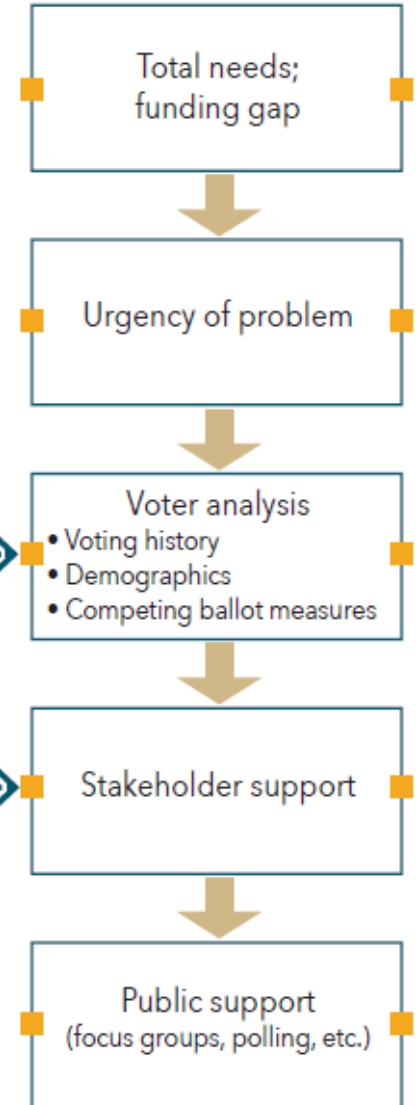 Total needs;
funding gap
Urgency of problem
Voter analysis
• Voting history
• Demographics
• Competing ballot measures
Stakeholder support
Public support
(focus groups, polling, etc.)